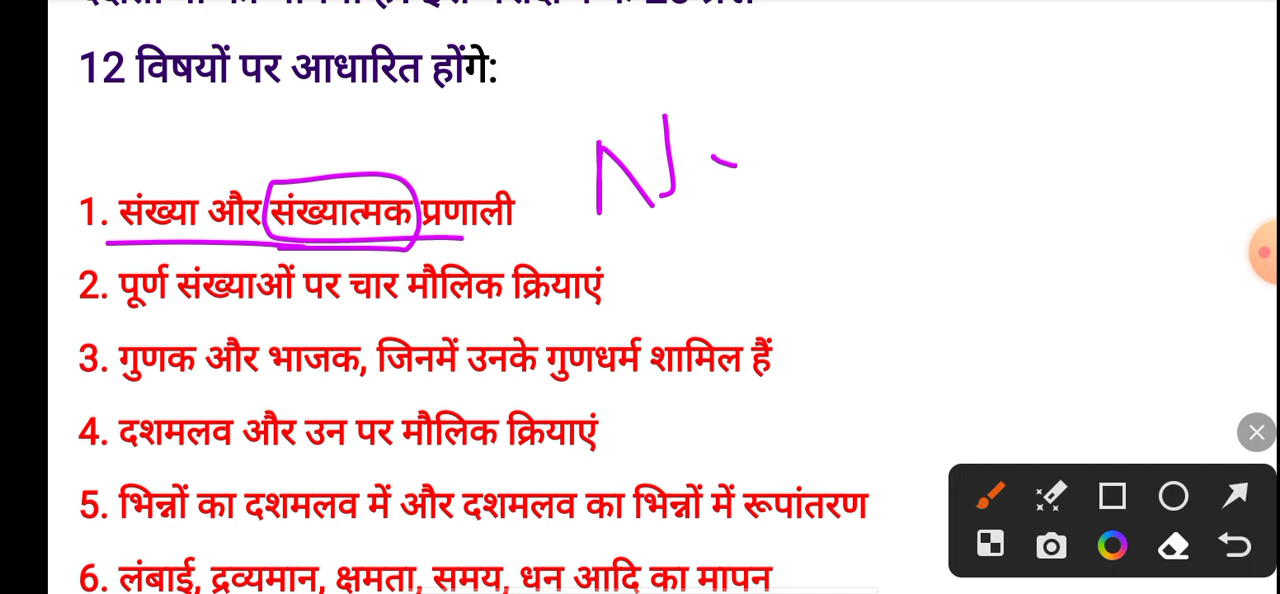 12 विषयों पर आधारित होंगे:
N -
1. संख्या और संख्यात्मक प्रणाली
2. पूर्ण संख्याओं पर चार मौलिक क्रियाएं
3. गुणक और भाजक, जिनमें उनके गुणधर्म शामिल हैं
4. दशमलव और उन पर मौलिक क्रियाएं
5. भिन्नों का दशमलव में और दशमलव का भिन्नों में रूपांतरण
6. लंबाई, द्रव्यमान, क्षमता, समय, धन आदि का मापन